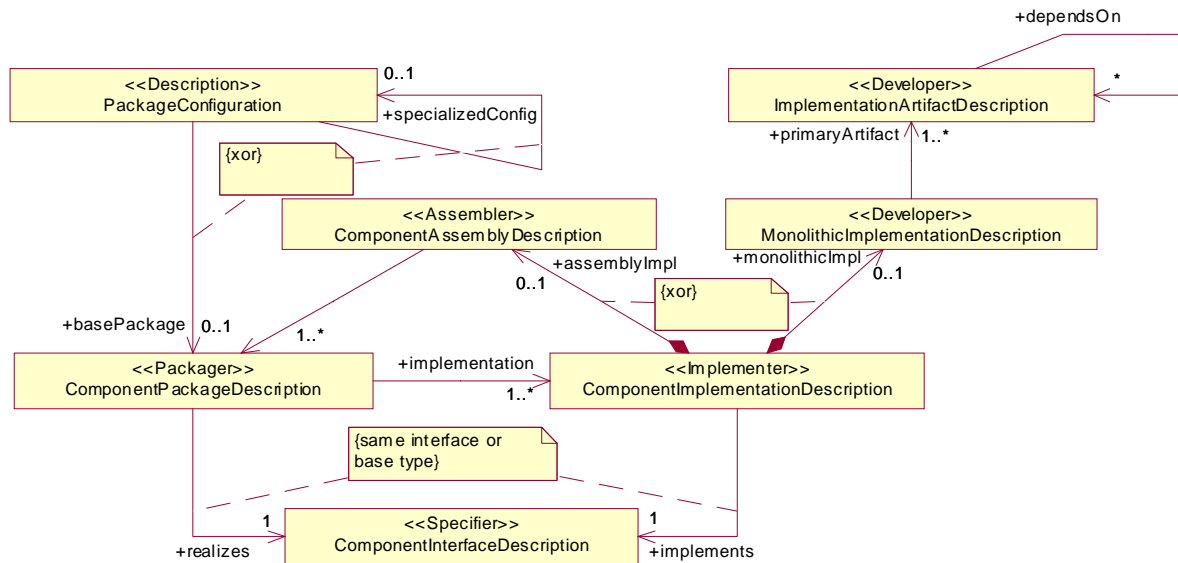 +dependsOn
<<Description>>
PackageConfiguration
0..1
+specializedConfig
<<Developer>>
ImplementationArtifactDescription
*
+primaryArtifact
1..*
{xor}
<<Assembler>>
ComponentAssemblyDescription
<<Developer>>
MonolithicImplementationDescription
+assemblyImpl
0..1
+monolithicImpl
0..1
{xor}
+basePackage
0..1
1..*
<<Packager>>
ComponentPackageDescription
+implementation
1..*
<<Implementer>>
ComponentImplementationDescription
{same interface or
base type}
1
+realizes
<<Specifier>>
ComponentInterfaceDescription
1
+implements